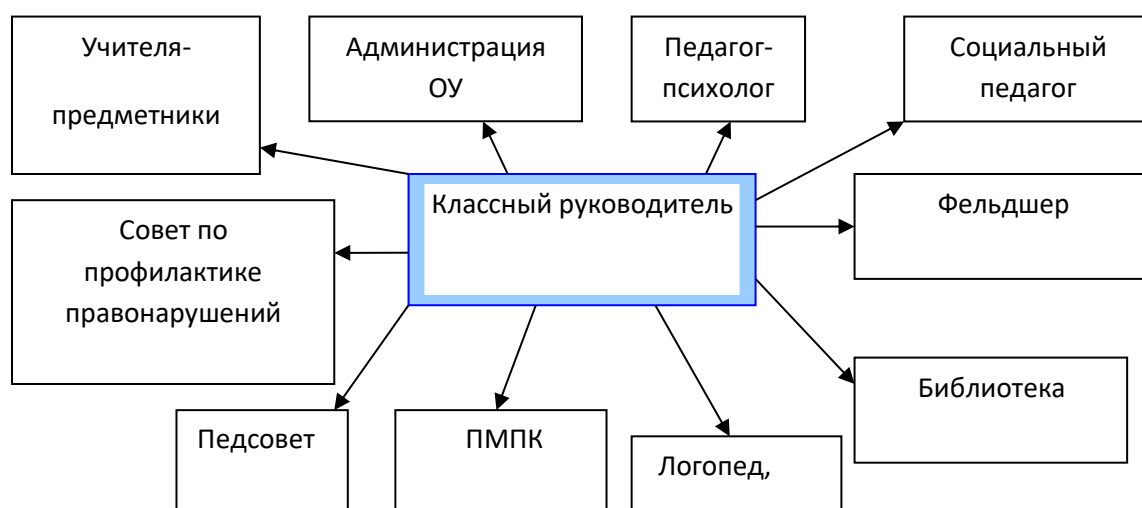 Учителя-
предметники
Администрация
ОУ
Педагог-
психолог
Социальный
педагог
Классный руководитель
Фельдшер
Совет по
профилактике
правонарушений
Библиотека
Педсовет
ПМПК
Логопед,